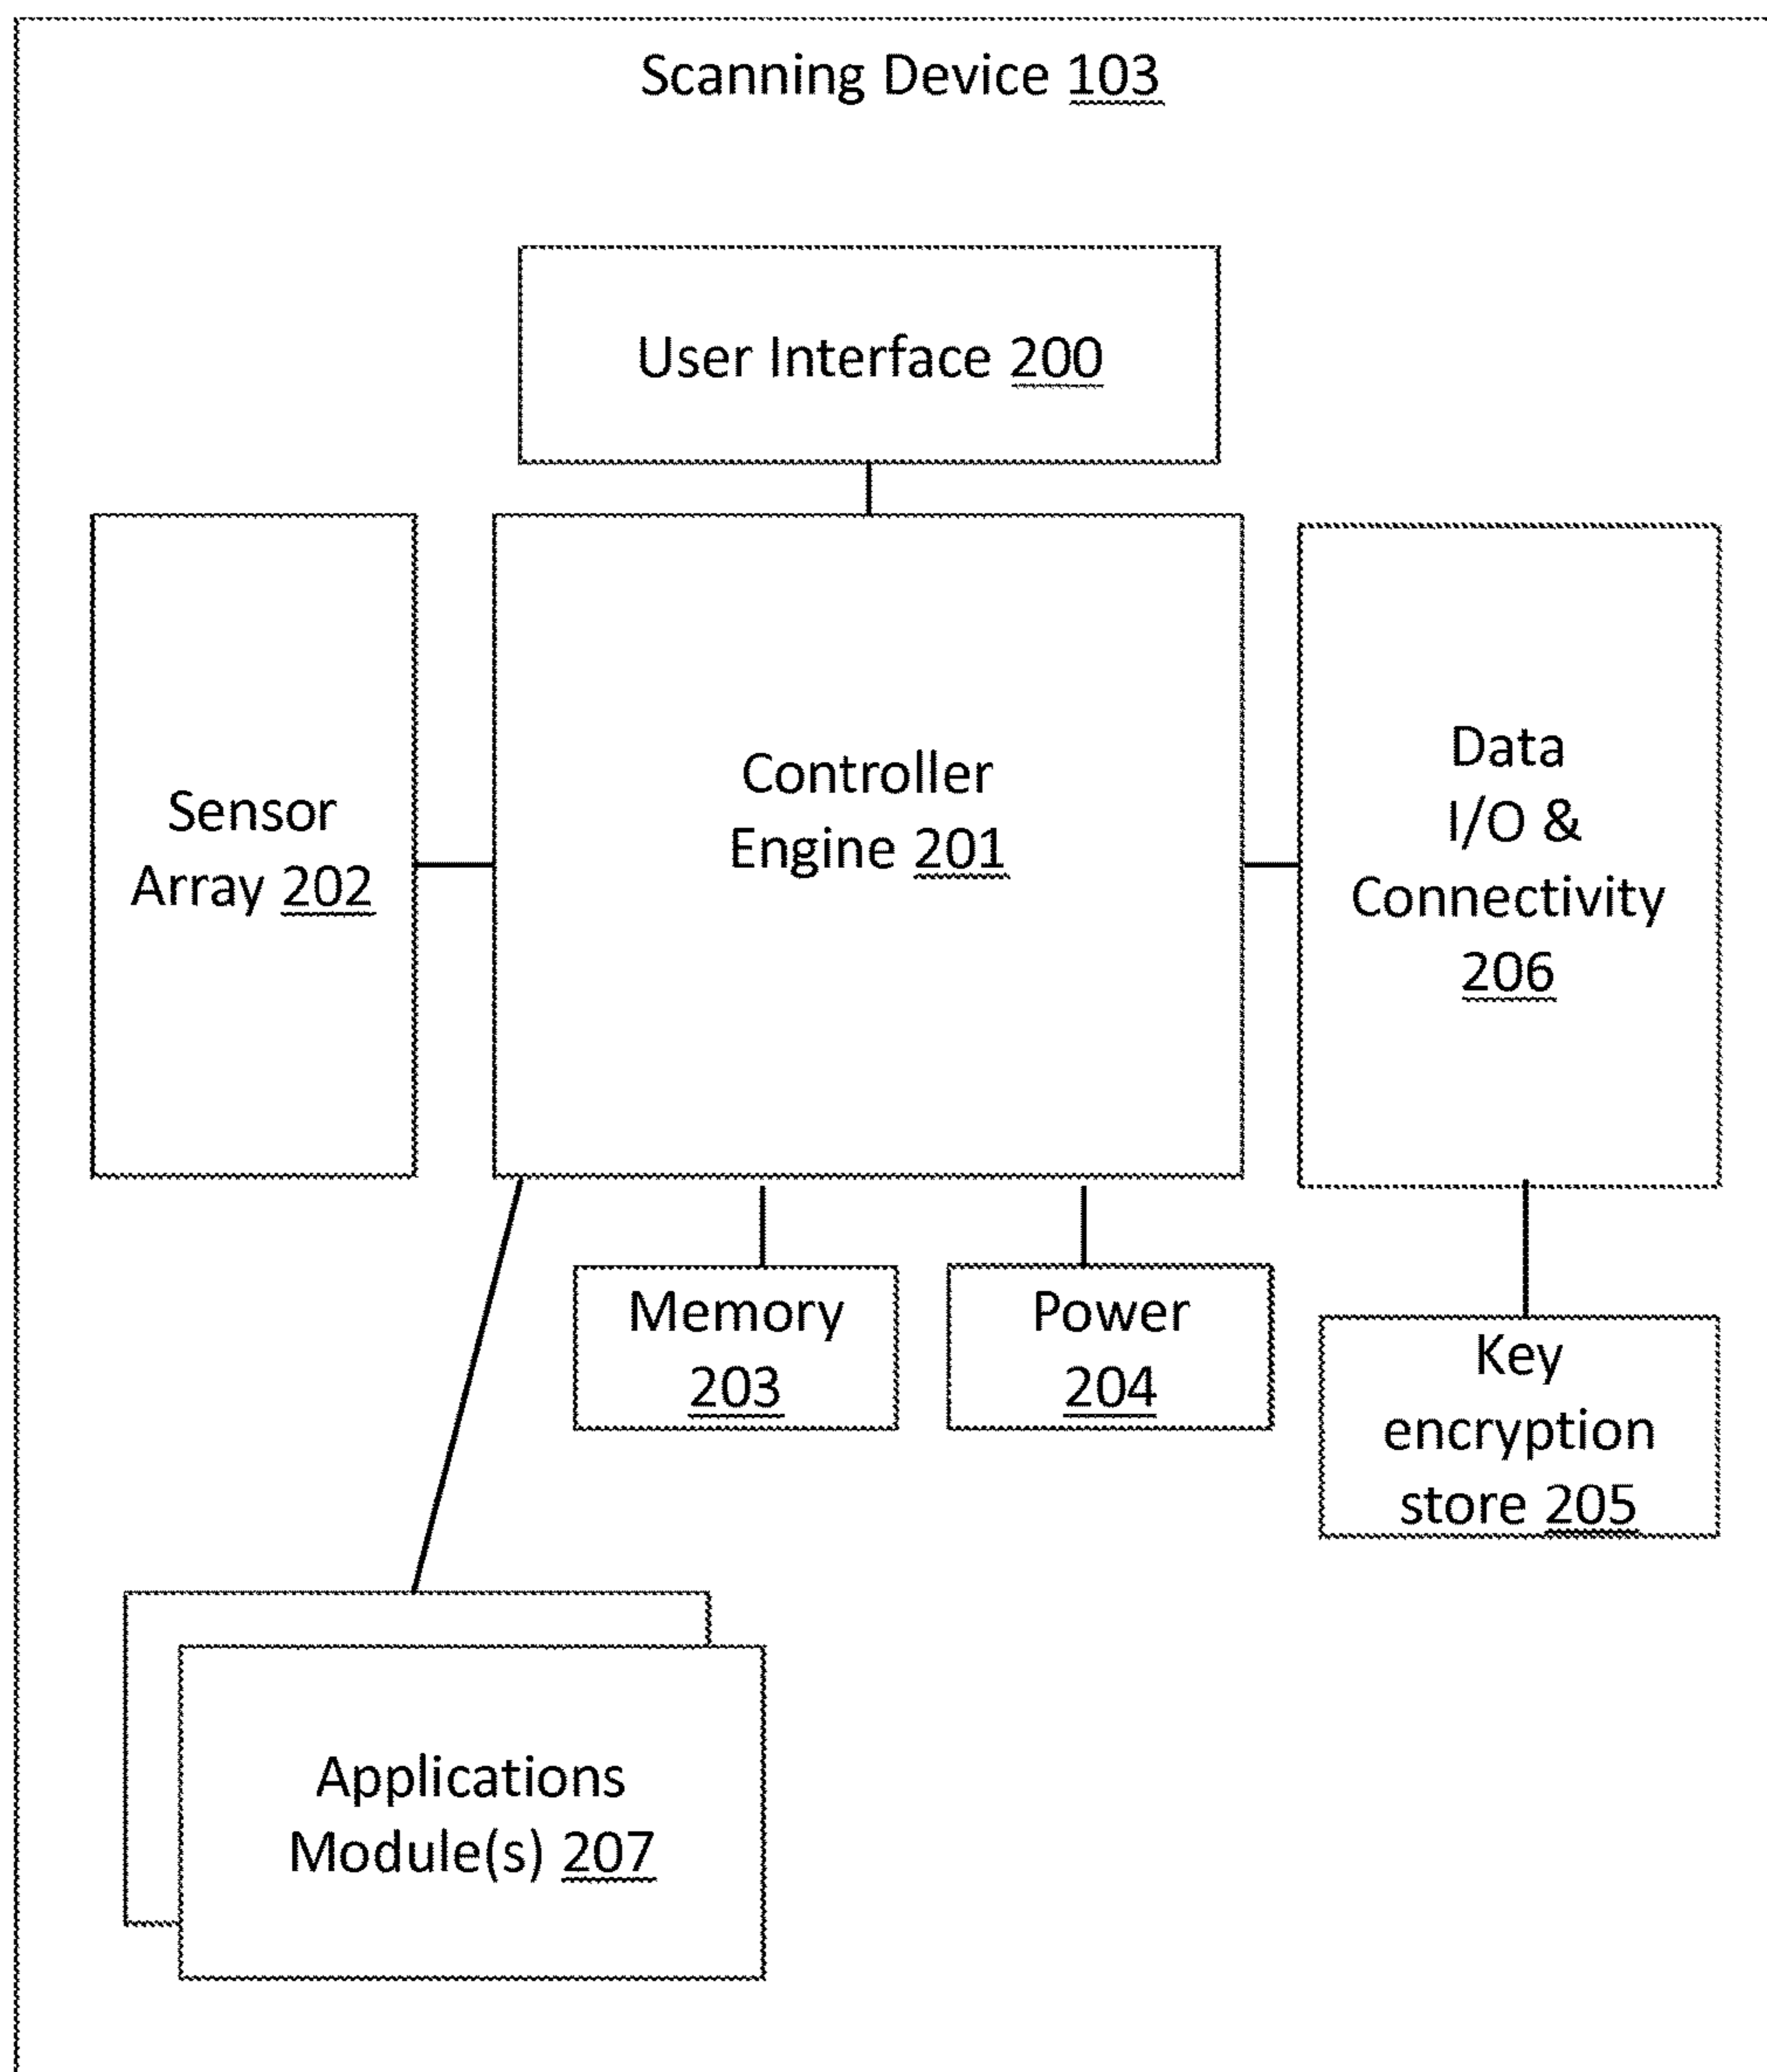 Scanning Device 103
User Interface 200
Sensor
Array 202
Controller
Engine 201
Data
I/O &
Connectivity
206
Memory
203
Power
204
Key
encryption
store 205
Applications
Module(s) 207